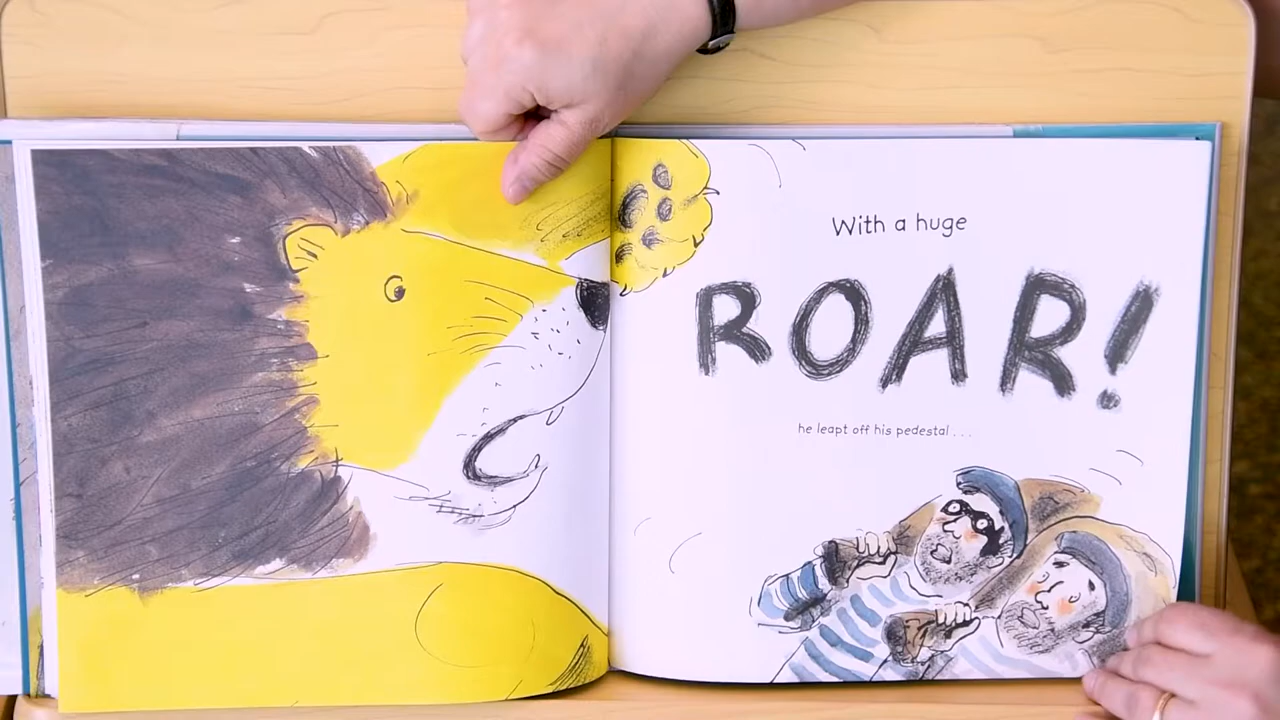 With a huge
ROAR!
he leapt off his pedestal . . .